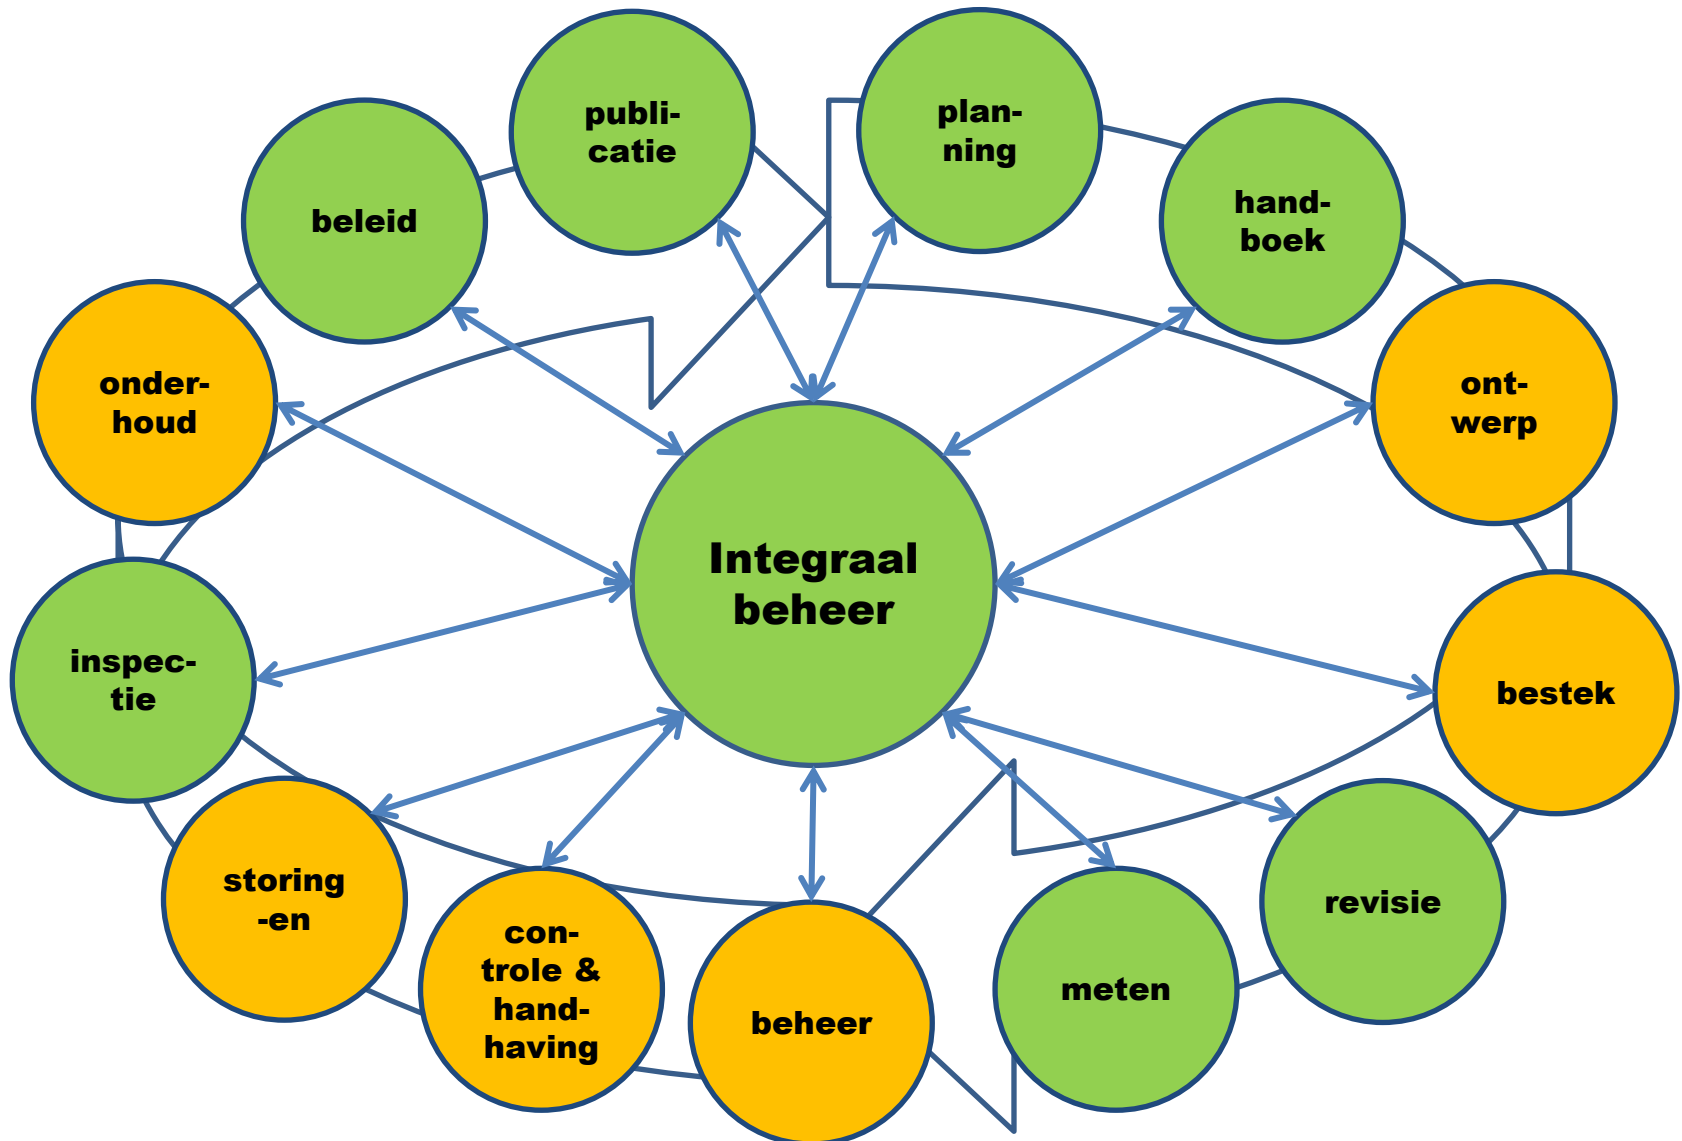 publi-
catie
plan-
ning
beleid
hand-
boek
onder-
houd
ont-
werp
Integraal
beheer
inspec-
tie
bestek
storing
-en
con-
trole &
hand-
having
beheer
meten
revisie